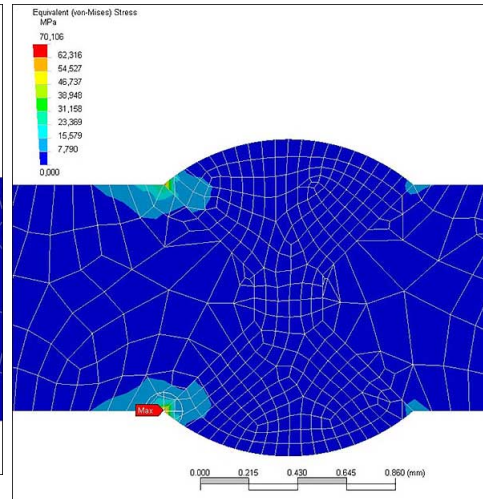 Equivalent (von-Mises) Stress
MPa
70,106
62,316
54,527
46,737
38,948
31,158
23,369
15,579
7,790
0,000
Max
0.000 0.215 0.430 0.645 0.860 (mm)